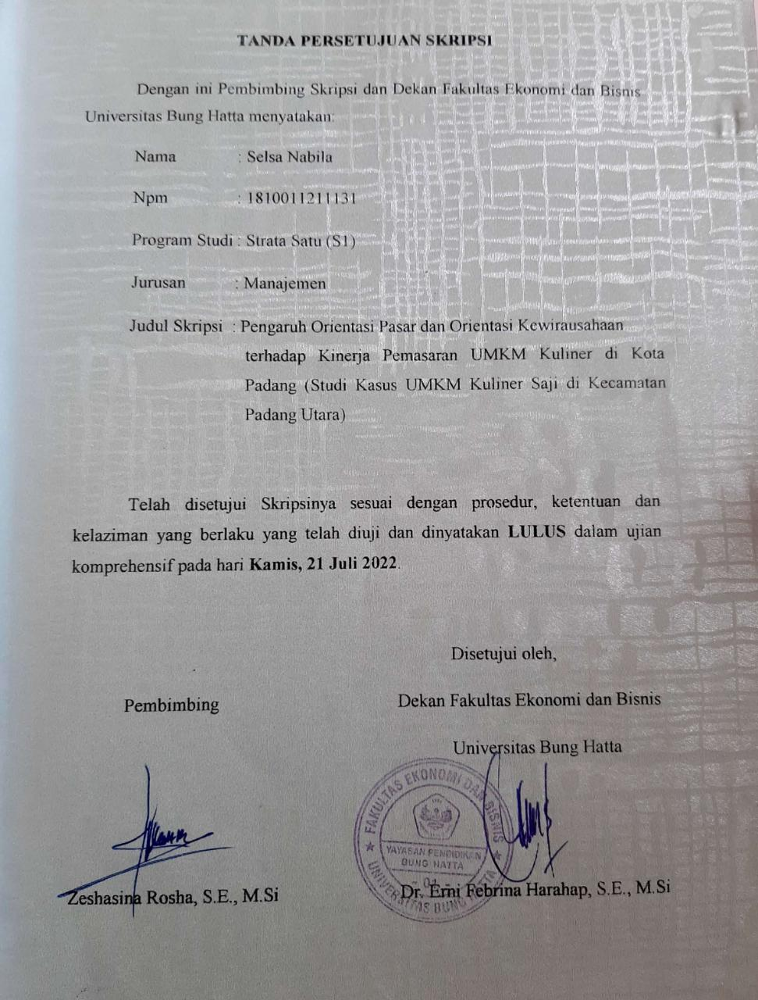 TANDA PERSETUJUAN SKRIPSI
Dengan ini Pembimbing Skripsi dan Dekan Fakultas Ekonomi dan Bisnis
Universitas Bung Hatta menyatakan:
Nama : Selsa Nabila
Npm : 1810011211131
Program Studi : Strata Satu (S1)
Jurusan : Manajemen
Judul Skripsi : Pengaruh Orientasi Pasar dan Orientasi Kewirausahaan
terhadap Kinerja Pemasaran UMKM Kuliner di Kota
Padang (Studi Kasus UMKM Kuliner Saji di Kecamatan
Padang Utara)
Telah disetujui Skripsinya sesuai dengan prosedur, ketentuan dan
kelaziman yang berlaku yang telah diuji dan dinyatakan LULUS dalam ujian
komprehensif pada hari Kamis, 21 Juli 2022.
Disetujui oleh,
Pembimbing
Dekan Fakultas Ekonomi dan Bisnis
Universitas Bung Hatta
FAKULTAS EKONOMI DAN BISNIS
YAYASAN PENDIDIKAN
BUNG HATTA
UNIVERSITAS BUNG HATTA
Zeshasina Rosha, S.E., M.Si
Dr. Erni Febrina Harahap, S.E., M.Si